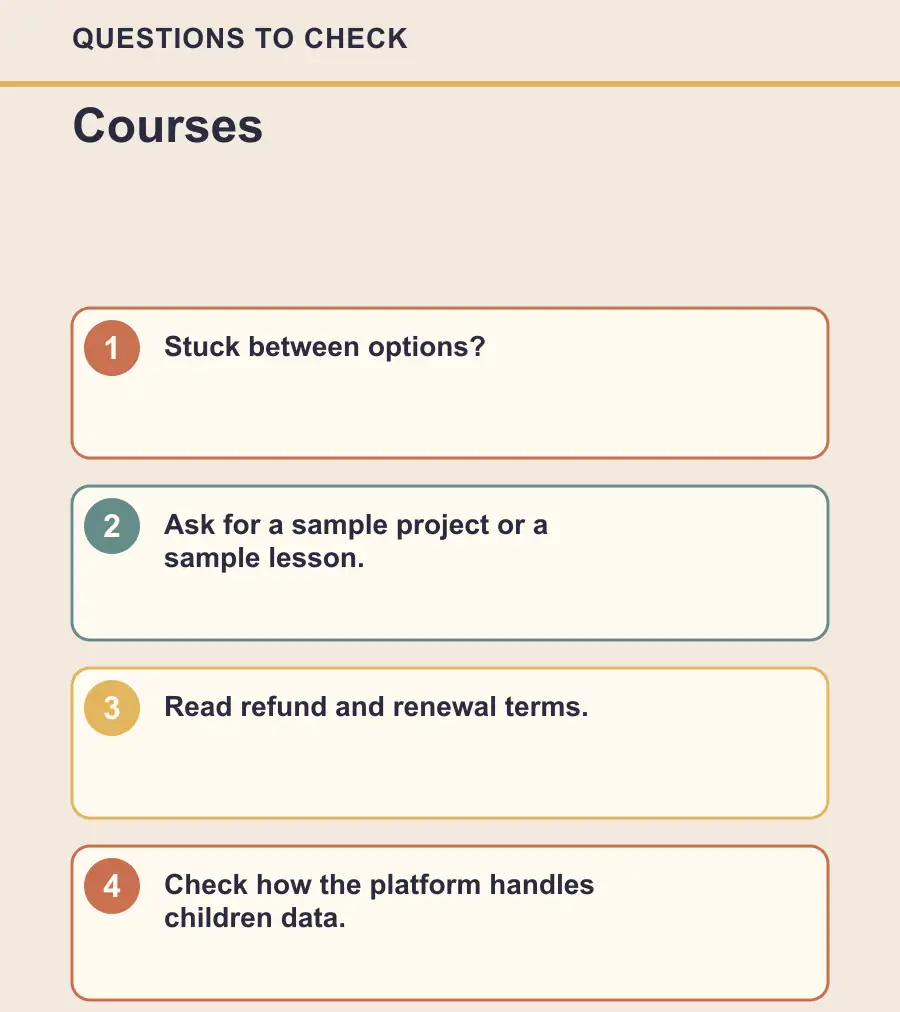 QUESTIONS TO CHECK
Courses
1
Stuck between options?
2
Ask for a sample project or a
sample lesson.
3
Read refund and renewal terms.
4
Check how the platform handles
children data.